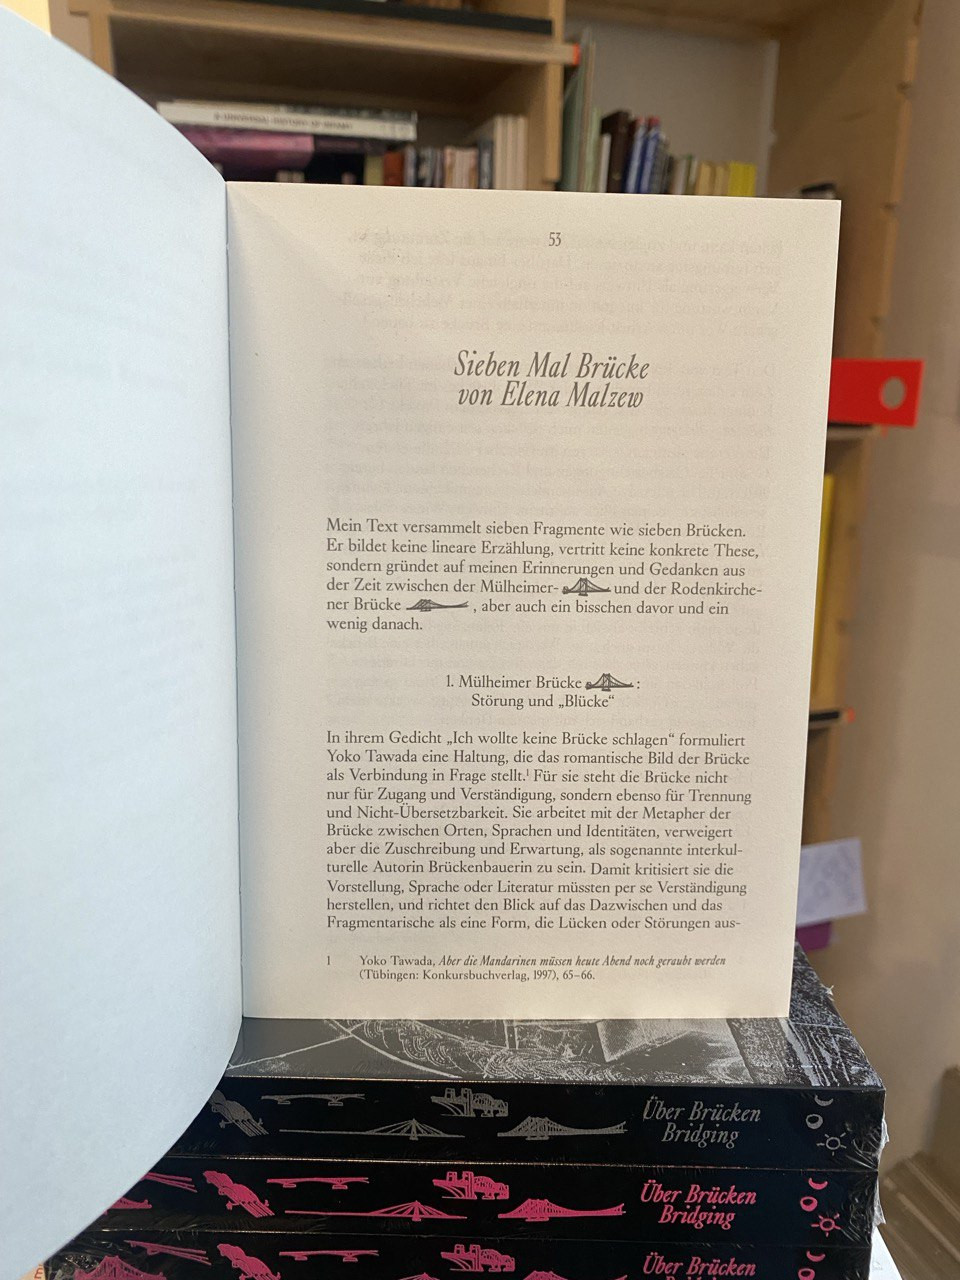 A UNIVERSAL HISTORY OF
53
Sieben Mal Brücke
von Elena Malzew
Mein Text versammelt sieben Fragmente wie sieben Brücken.
Er bildet keine lineare Erzählung, vertritt keine konkrete These,
sondern gründet auf meinen Erinnerungen und Gedanken aus
der Zeit zwischen der Mülheimer- und der Rodenkirche-
ner Brücke , aber auch ein bisschen davor und ein
wenig danach.
1. Mülheimer Brücke :
Störung und „Blücke“
In ihrem Gedicht „Ich wollte keine Brücke schlagen“ formuliert
Yoko Tawada eine Haltung, die das romantische Bild der Brücke
als Verbindung in Frage stellt.¹ Für sie steht die Brücke nicht
nur für Zugang und Verständigung, sondern ebenso für Trennung
und Nicht-Übersetzbarkeit. Sie arbeitet mit der Metapher der
Brücke zwischen Orten, Sprachen und Identitäten, verweigert
aber die Zuschreibung und Erwartung, als sogenannte interkul-
turelle Autorin Brückenbauerin zu sein. Damit kritisiert sie die
Vorstellung, Sprache oder Literatur müssten per se Verständigung
herstellen, und richtet den Blick auf das Dazwischen und das
Fragmentarische als eine Form, die Lücken oder Störungen aus-
1 Yoko Tawada, Aber die Mandarinen müssen heute Abend noch geraubt werden
(Tübingen: Konkursbuchverlag, 1997), 65–66.
Über Brücken
Bridging
Über Brücken
Bridging
Über Brücken
Bridging